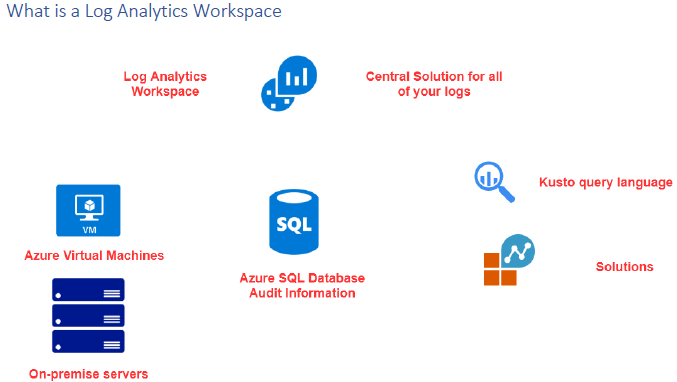 What is a Log Analytics Workspace
Log Analytics
Workspace
Central Solution for all
of your logs
Kusto query language
VM
Azure Virtual Machines
SQL
Azure SQL Database
Audit Information
Solutions
On-premise servers